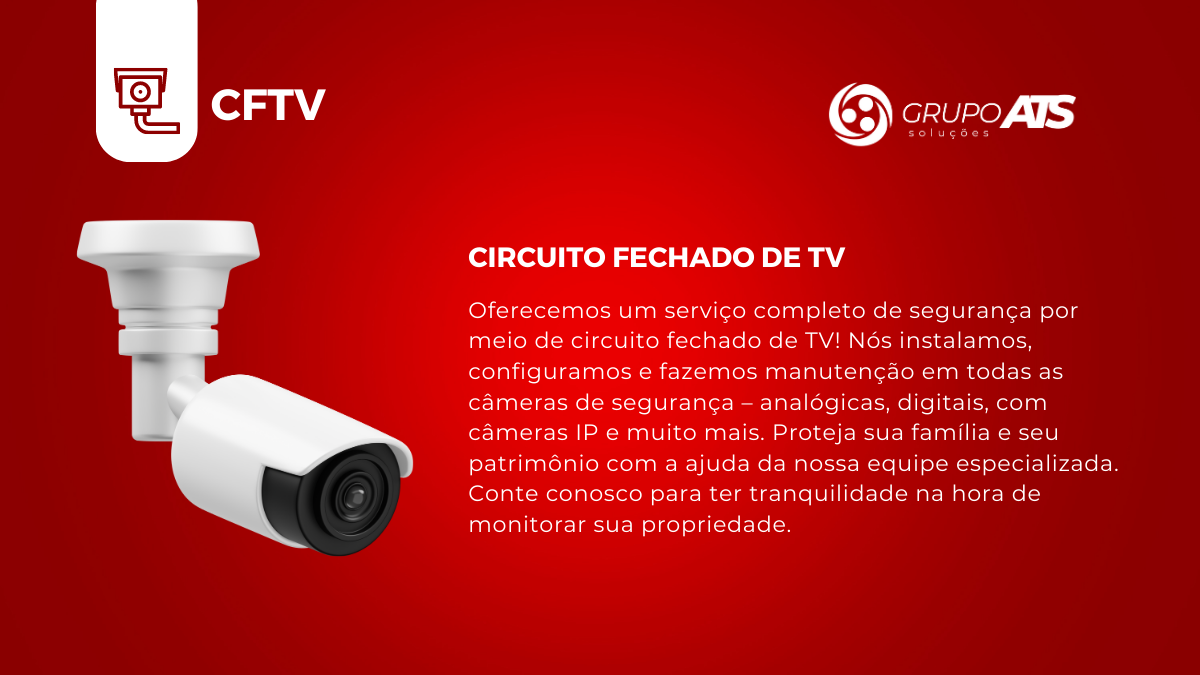 CFTV
GRUPO ATS
soluções
CIRCUITO FECHADO DE TV
Oferecemos um serviço completo de segurança por
meio de circuito fechado de TV! Nós instalamos,
configuramos e fazemos manutenção em todas as
câmeras de segurança – analógicas, digitais, com
câmeras IP e muito mais. Proteja sua família e seu
patrimônio com a ajuda da nossa equipe especializada.
Conte conosco para ter tranquilidade na hora de
monitorar sua propriedade.